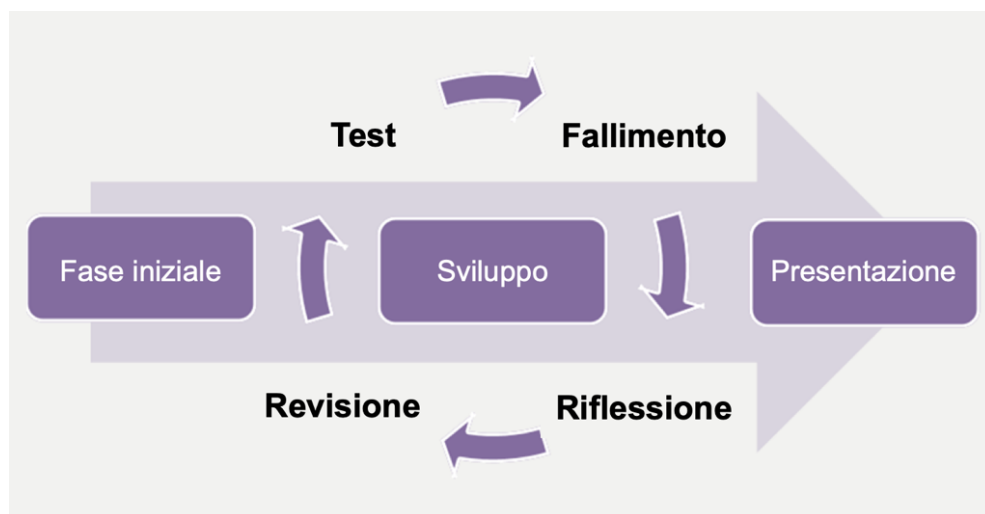 Test
Fallimento
Fase iniziale
Sviluppo
Presentazione
Revisione
Riflessione